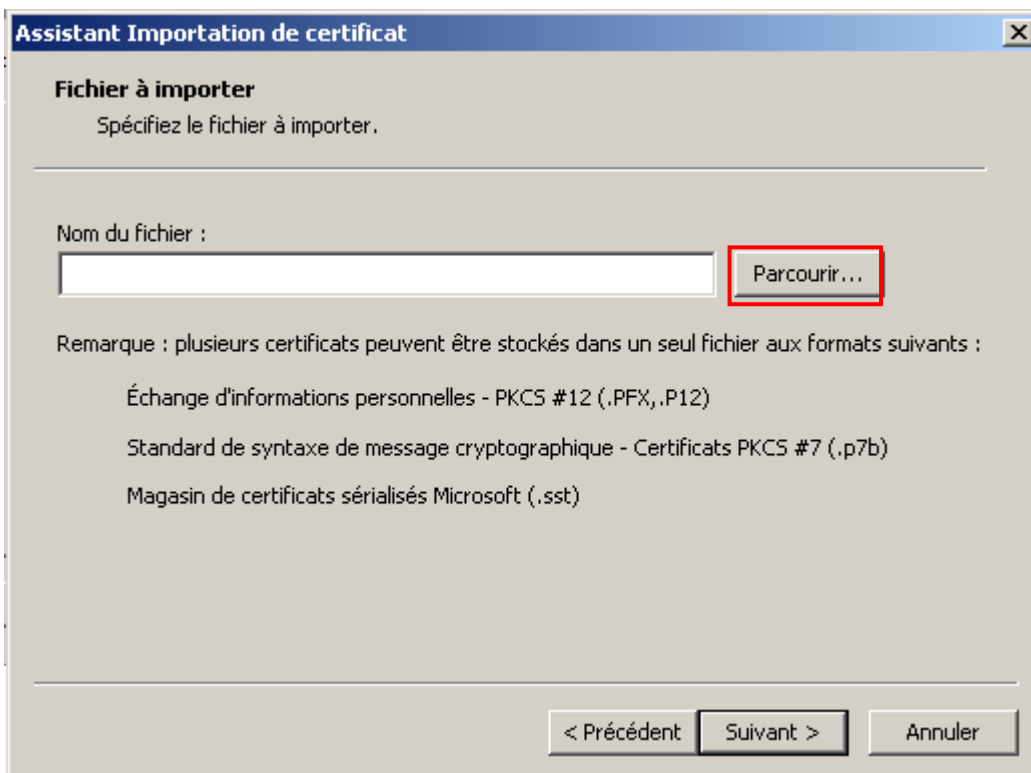 Assistant Importation de certificat
Fichier à importer
Spécifiez le fichier à importer.
Nom du fichier :
Parcourir...
Remarque : plusieurs certificats peuvent être stockés dans un seul fichier aux formats suivants :
Échange d'informations personnelles - PKCS #12 (.PFX,.P12)
Standard de syntaxe de message cryptographique - Certificats PKCS #7 (.p7b)
Magasin de certificats sérialisés Microsoft (.sst)
< Précédent Suivant > Annuler